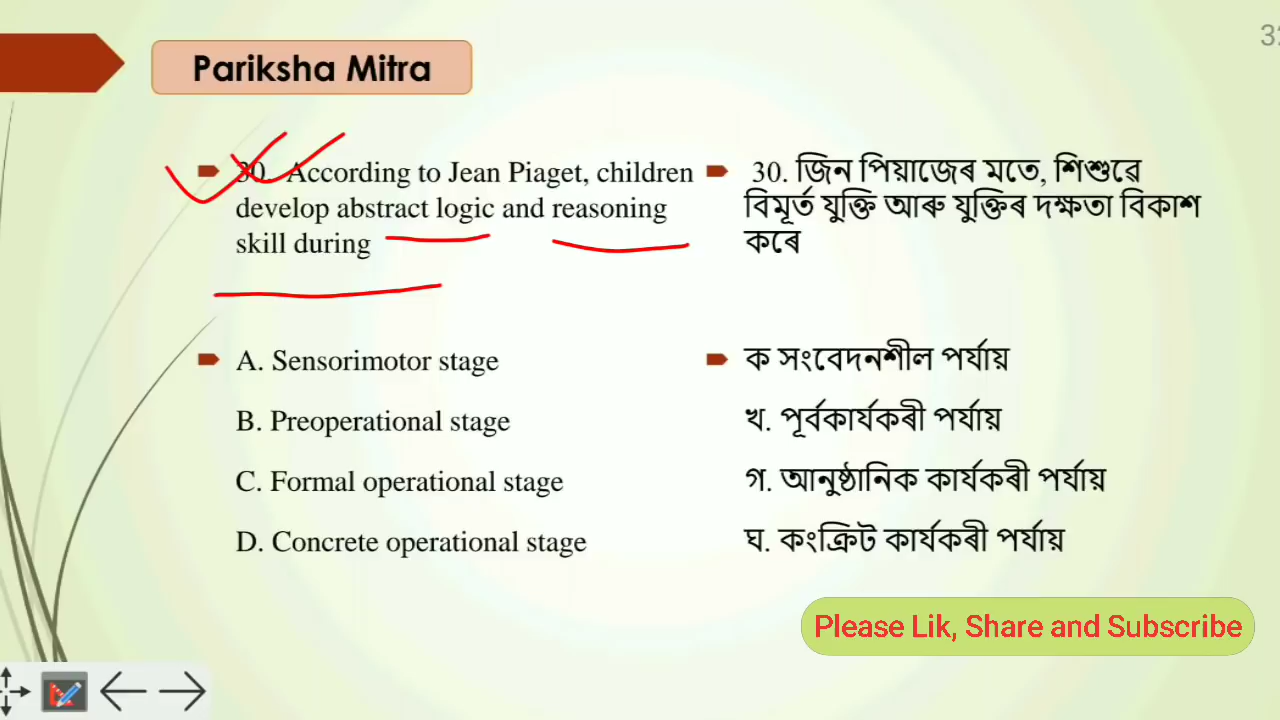 Pariksha Mitra
30. According to Jean Piaget, children
develop abstract logic and reasoning
skill during
A. Sensorimotor stage
B. Preoperational stage
C. Formal operational stage
D. Concrete operational stage
30. জিন পিয়াজেৰ মতে, শিশুৱে
বিমূৰ্ত যুক্তি আৰু যুক্তিৰ দক্ষতা বিকাশ
কৰে
ক সংবেদনশীল পৰ্যায়
খ. পূৰ্বকাৰ্যকৰী পৰ্যায়
গ. আনুষ্ঠানিক কাৰ্যকৰী পৰ্যায়
ঘ. কংক্ৰিট কাৰ্যকৰী পৰ্যায়
Please Lik, Share and Subscribe